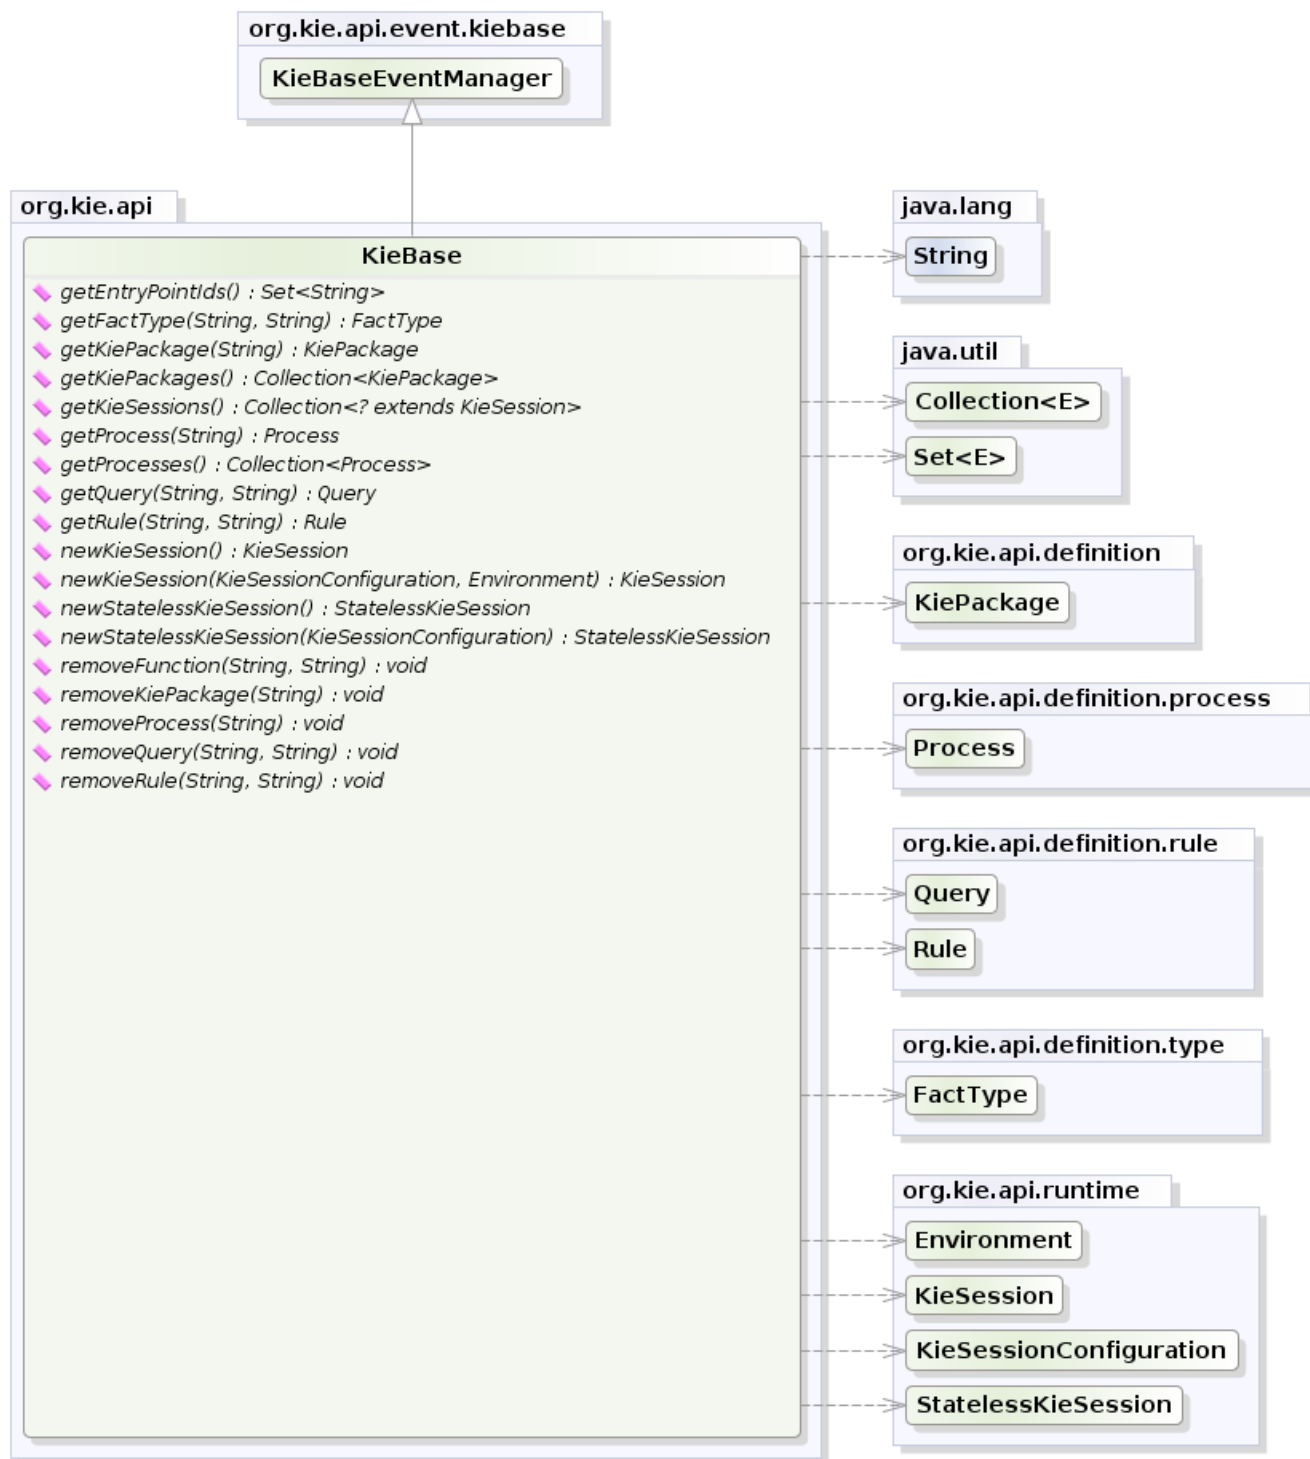 org.kie.api.event.kiebase
KieBaseEventManager
org.kie.api
KieBase
getEntryPointIds() : Set<String>
getFactType(String, String) : FactType
getKiePackage(String) : KiePackage
getKiePackages() : Collection<KiePackage>
getKieSessions() : Collection<? extends KieSession>
getProcess(String) : Process
getProcesses() : Collection<Process>
getQuery(String, String) : Query
getRule(String, String) : Rule
newKieSession() : KieSession
newKieSession(KieSessionConfiguration, Environment) : KieSession
newStatelessKieSession() : StatelessKieSession
newStatelessKieSession(KieSessionConfiguration) : StatelessKieSession
removeFunction(String, String) : void
removeKiePackage(String) : void
removeProcess(String) : void
removeQuery(String, String) : void
removeRule(String, String) : void
java.lang
String
java.util
Collection<E>
Set<E>
org.kie.api.definition
KiePackage
org.kie.api.definition.process
Process
org.kie.api.definition.rule
Query
Rule
org.kie.api.definition.type
FactType
org.kie.api.runtime
Environment
KieSession
KieSessionConfiguration
StatelessKieSession